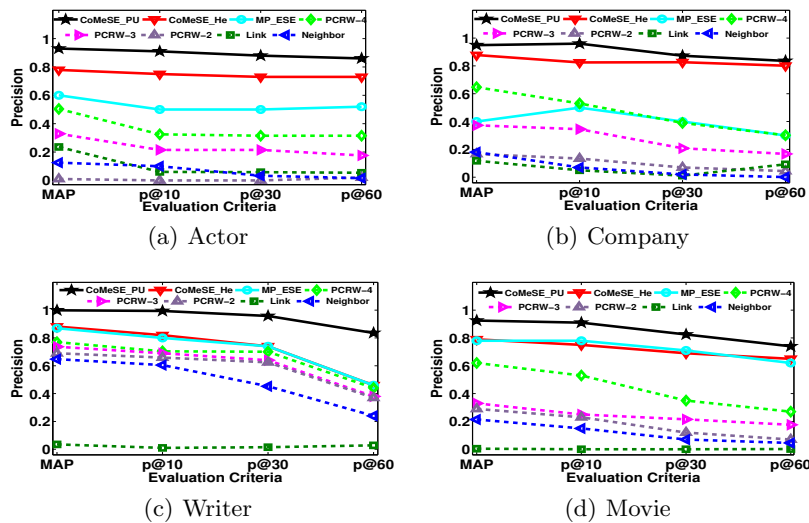 CoMeSE_PU CoMeSE_He MP_ESE PCRW-4
PCRW-3 PCRW-2 Link Neighbor
Precision
1
0.8
0.6
0.4
0.2
0
MAP p@10 p@30 p@60
Evaluation Criteria
(a) Actor
CoMeSE_PU CoMeSE_He MP_ESE PCRW-4
PCRW-3 PCRW-2 Link Neighbor
Precision
1
0.8
0.6
0.4
0.2
0
MAP p@10 p@30 p@60
Evaluation Criteria
(b) Company
CoMeSE_PU CoMeSE_He MP_ESE PCRW-4
PCRW-3 PCRW-2 Link Neighbor
Precision
1
0.8
0.6
0.4
0.2
0
MAP p@10 p@30 p@60
Evaluation Criteria
(c) Writer
CoMeSE_PU CoMeSE_He MP_ESE PCRW-4
PCRW-3 PCRW-2 Link Neighbor
Precision
1
0.8
0.6
0.4
0.2
0
MAP p@10 p@30 p@60
Evaluation Criteria
(d) Movie